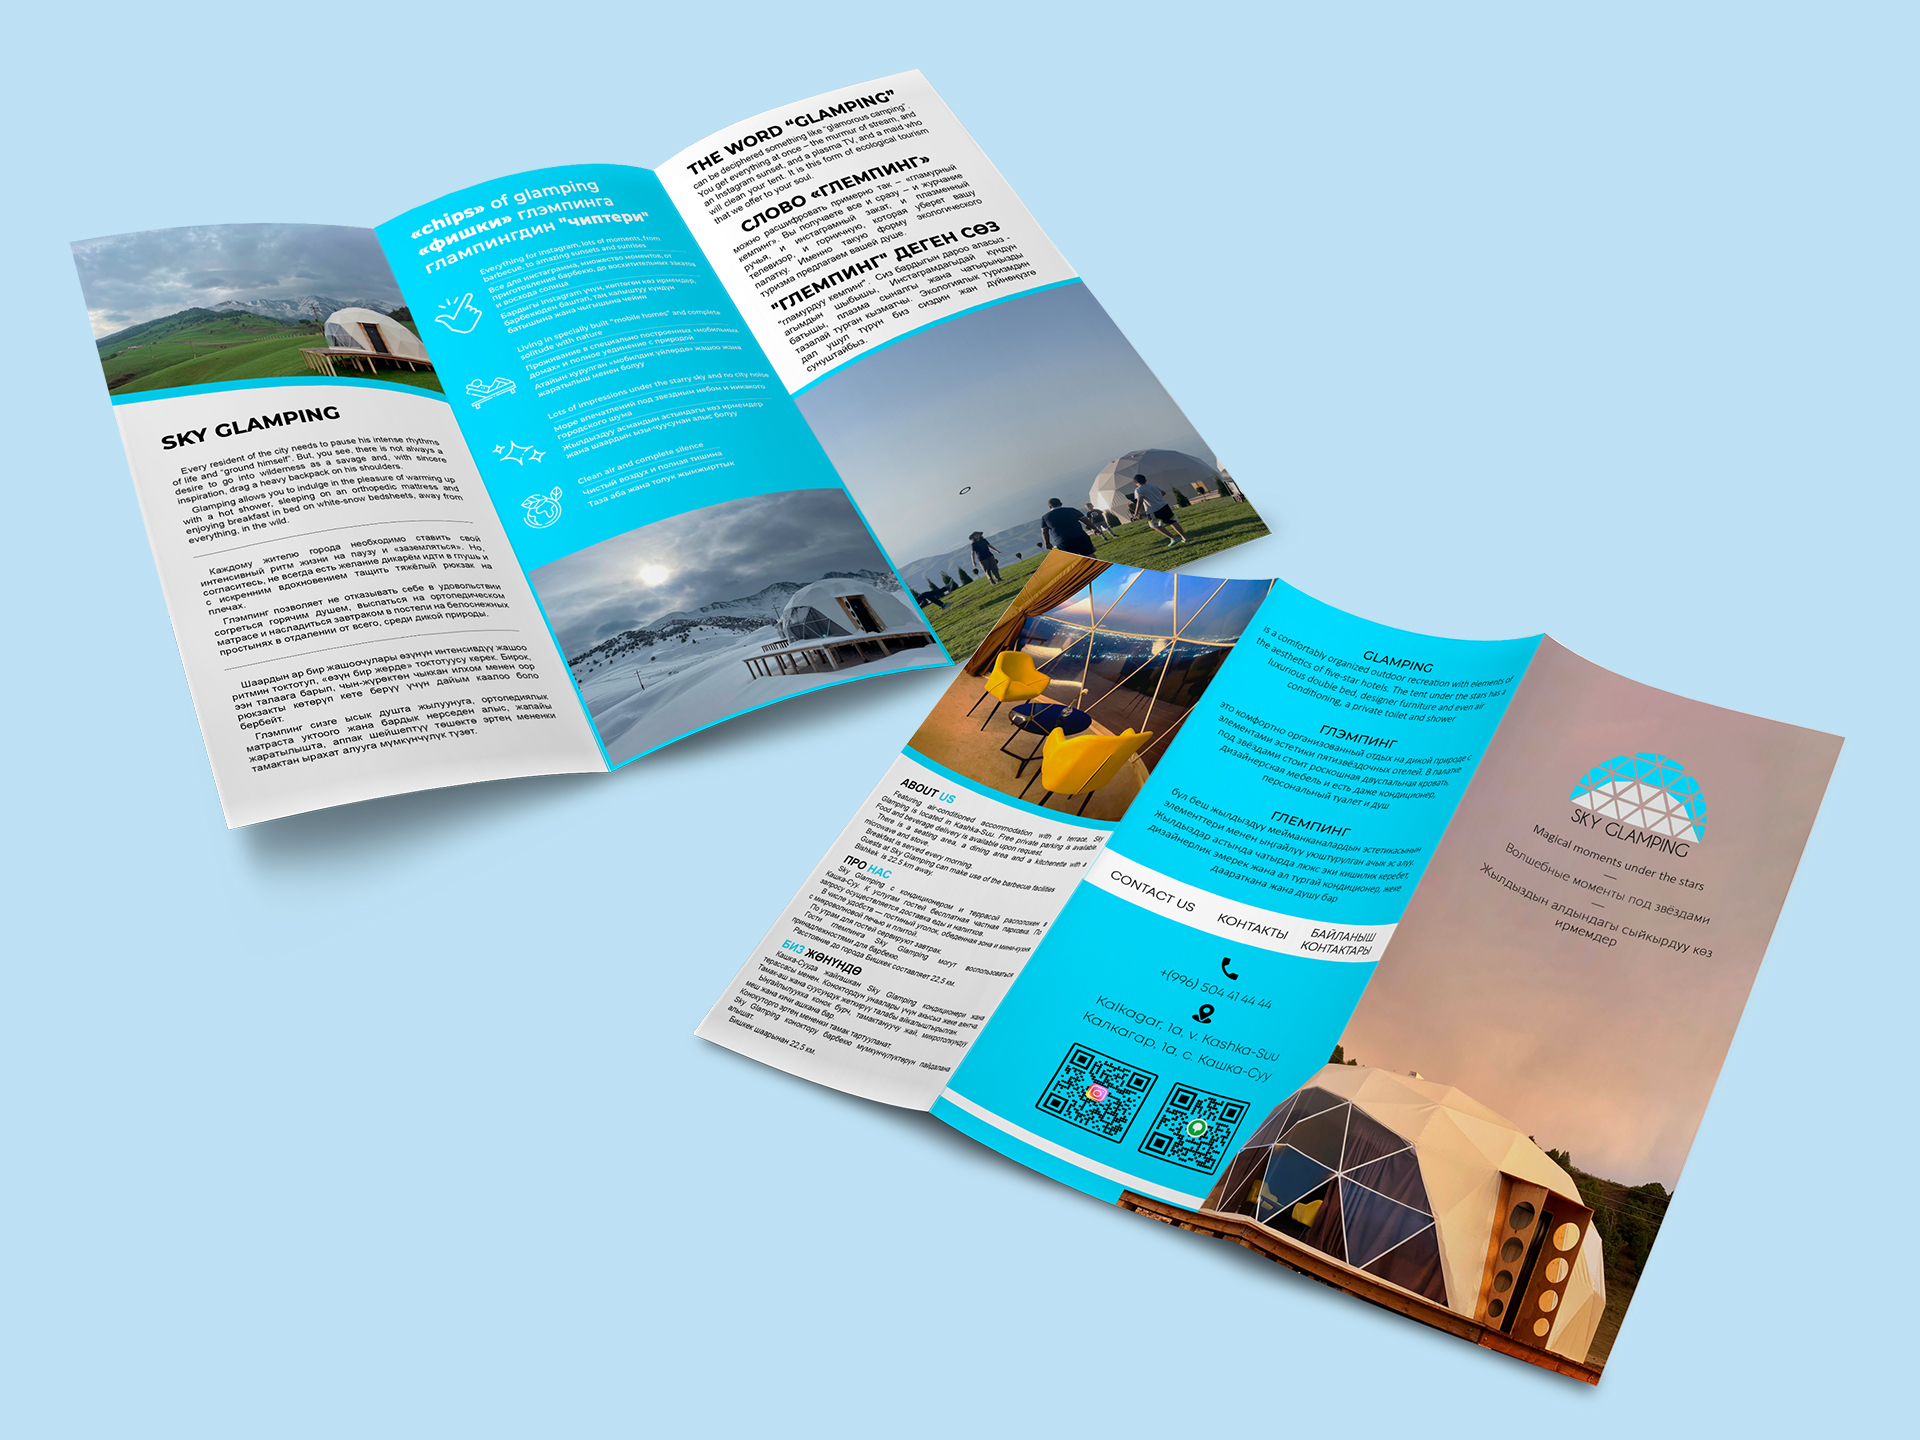 SKY GLAMPING
Every resident of the city needs to pause his intense rhythms
of life and "ground himself". But, you see, there is not always a
desire to go into wilderness as a savage and, with sincere
inspiration, drag a heavy backpack on his shoulders.
Glamping allows you to indulge in the pleasure of warming up
with a hot shower, sleeping on an orthopedic mattress and
enjoying breakfast in bed on white-snow bedsheets, away from
everything, in the wild.
Каждому жителю города необходимо ставить свой
интенсивный ритм жизни на паузу и «заземляться». Но,
согласитесь, не всегда есть желание дикарём идти в глушь и
с искренним вдохновением тащить тяжёлый рюкзак на
плечах.
Глэмпинг позволяет не отказывать себе в удовольствии
согреться горячим душем, выспаться на ортопедическом
матрасе и насладиться завтраком в постели на белоснежных
простынях в отдалении от всего, среди дикой природы.
Шаардын ар бир жашоочулары өзүнүн интенсивдүү жашоо
ритмин токтотуп, «өзүн бир жерде» токтотуусу керек. Бирок,
ээн талаага барып, чын-жүрөктөн чыккан илхом менен оор
рюкзакты көтөрүп кете берүү үчүн дайым каалоо боло
бербейт.
Глэмпинг сизге ысык душта жылуунуга, ортопедиялык
матраста уктоого жана бардык нерседен алыс, жапайы
жаратылышта, аппак шейшептүү төшөктө эртең мененки
тамактан ырахат алууга мүмкүнчүлүк түзөт.
«chips» of glamping
«фишки» глэмпинга
глампингдин "чиптери"
Everything for Instagram, lots of moments, from
barbecue, to amazing sunsets and sunrises
Все для инстаграмма, множество моментов, от
приготовления барбекю, до восхитительных закатов
и восхода солнца
Бардыгы Instagram үчүн, көптөгөн көз ирмемдер,
барбекюден баштап, таң калыштуу күндүн
батышына жана чыгышына чейин
Living in specially built "mobile homes" and complete
solitude with nature
Проживание в специально построенных «мобильных
домах» и полное уединение с природой
Атайын курулган «мобилдик үйлөрдө» жашоо жана
жаратылыш менен болуу
Lots of impressions under the starry sky and no city noise
Море впечатлений под звездным небом и никакого
городского шума
Жылдыздуу асмандын астындагы көз ирмемдер
жана шаардын ызы-чуусунан алыс болуу
Clean air and complete silence
Чистый воздух и полная тишина
Таза аба жана толук жымжырттык
THE WORD “GLAMPING”
can be deciphered something like “glamorous camping”.
You get everything at once – the murmur of stream, and
an Instagram sunset, and a plasma TV, and a maid who
will clean your tent. It is this form of ecological tourism
that we offer to your soul.
СЛОВО «ГЛЕМПИНГ»
можно расшифровать примерно так – «гламурный
кемпинг». Вы получаете все и сразу – и журчание
ручья, и инстаграмный закат, и плазменный
телевизор, и горничную, которая уберет вашу
палатку. Именно такую форму экологического
туризма предлагаем вашей душе.
"ГЛЕМПИНГ" ДЕГЕН СӨЗ
"гламурдуу кемпинг". Сиз бардыгын дароо аласыз -
агымдын шыбышы, Инстаграмдагыдай күндүн
батышы, плазма сыналгы жана чатырыңызды
тазалай турган кызматчы. Экологиялык туризмдин
дал ушул түрүн биз сиздин жан дүйнөңүзгө
сунуштайбыз.
ABOUT US
Featuring air-conditioned accommodation with a terrace, Sky
Glamping is located in Kashka-Suu. Free private parking is available.
Food and beverage delivery is available upon request.
There is a seating area, a dining area and a kitchenette with a
microwave and stove.
Breakfast is served every morning.
Guests at Sky Glamping can make use of the barbecue facilities
Bishkek is 22,5 km away.
ПРО НАС
Sky Glamping с кондиционером и террасой расположен в
Кашка-Суу. К услугам гостей бесплатная частная парковка. По
запросу осуществляется доставка еды и напитков.
В числе удобств — гостиный уголок, обеденная зона и мини-кухня
с микроволновой печью и плитой.
По утрам для гостей сервируют завтрак.
Гости глемпинга Sky Glamping могут воспользоваться
принадлежностями для барбекю.
Расстояние до города Бишкек составляет 22,5 км.
БИЗ ЖӨНҮНДӨ
Кашка-Сууда жайгашкан Sky Glamping кондиционери жана
терассасы менен. Коноктордун унаалары үчүн акысыз жеке аянтча.
Тамак-аш жана суусундук жеткирүү талабы айкалыштырылган.
Ыңгайлылуукка конок бурч, тамактануучу жай, микротолкундуу
меш жана кичи ашкана бар.
Конокуторго эртең мененки тамак тартууланат.
Sky Glamping коноктору барбекю мүмкүнчүлүктөрүн пайдалана
алышат.
Бишкек шаарынан 22,5 км.
GLAMPING
is a comfortably organized outdoor recreation with elements of
the aesthetics of five-star hotels. The tent under the stars has a
luxurious double bed, designer furniture and even air
conditioning, a private toilet and shower
ГЛЭМПИНГ
это комфортно организованный отдых на дикой природе с
элементами эстетики пятизвёздочных отелей. В палатке
под звёздами стоит роскошная двуспальная кровать,
дизайнерская мебель и есть даже кондиционер,
персональный туалет и душ
ГЛЕМПИНГ
бул беш жылдыздуу мейманканалардын эстетикасынын
элементтери менен ыңгайлуу уюштурулган ачык эс алуу.
Жылдыздар астында чатырда люкс эки кишилик керебет,
дизайнерлик эмерек жана ал тургай кондиционер, жеке
даараткана жана душу бар
CONTACT US
КОНТАКТЫ
БАЙЛАНЫШ
КОНТАКТАРЫ
+(996) 504 41 44 44
Kalkagar, 1a, v. Kashka-Suu
Калкагар, 1а, с. Кашка-Суу
SKY GLAMPING
Magical moments under the stars
Волшебные моменты под звёздами
Жылдыздын алдындагы сыйкырдуу көз
ирмемдер